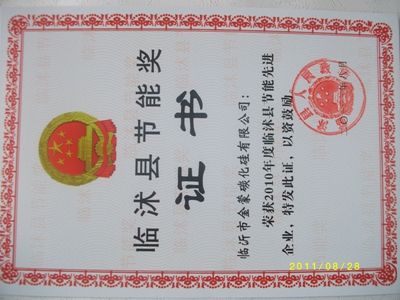 临沭县节能奖
证书
临沂市金蒙碳化硅有限公司：
荣获2010年度临沭县节能先进
企业，特发此证，以资鼓励。
2011/08/28